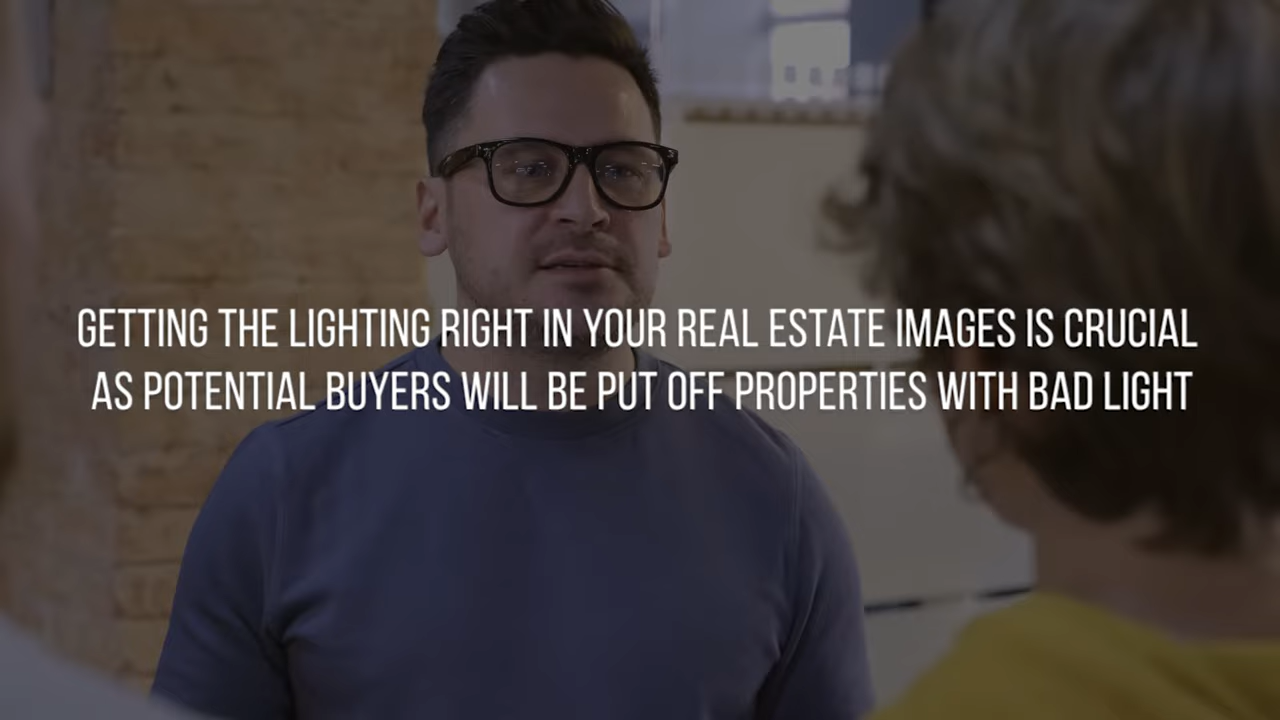 GETTING THE LIGHTING RIGHT IN YOUR REAL ESTATE IMAGES IS CRUCIAL
AS POTENTIAL BUYERS WILL BE PUT OFF PROPERTIES WITH BAD LIGHT